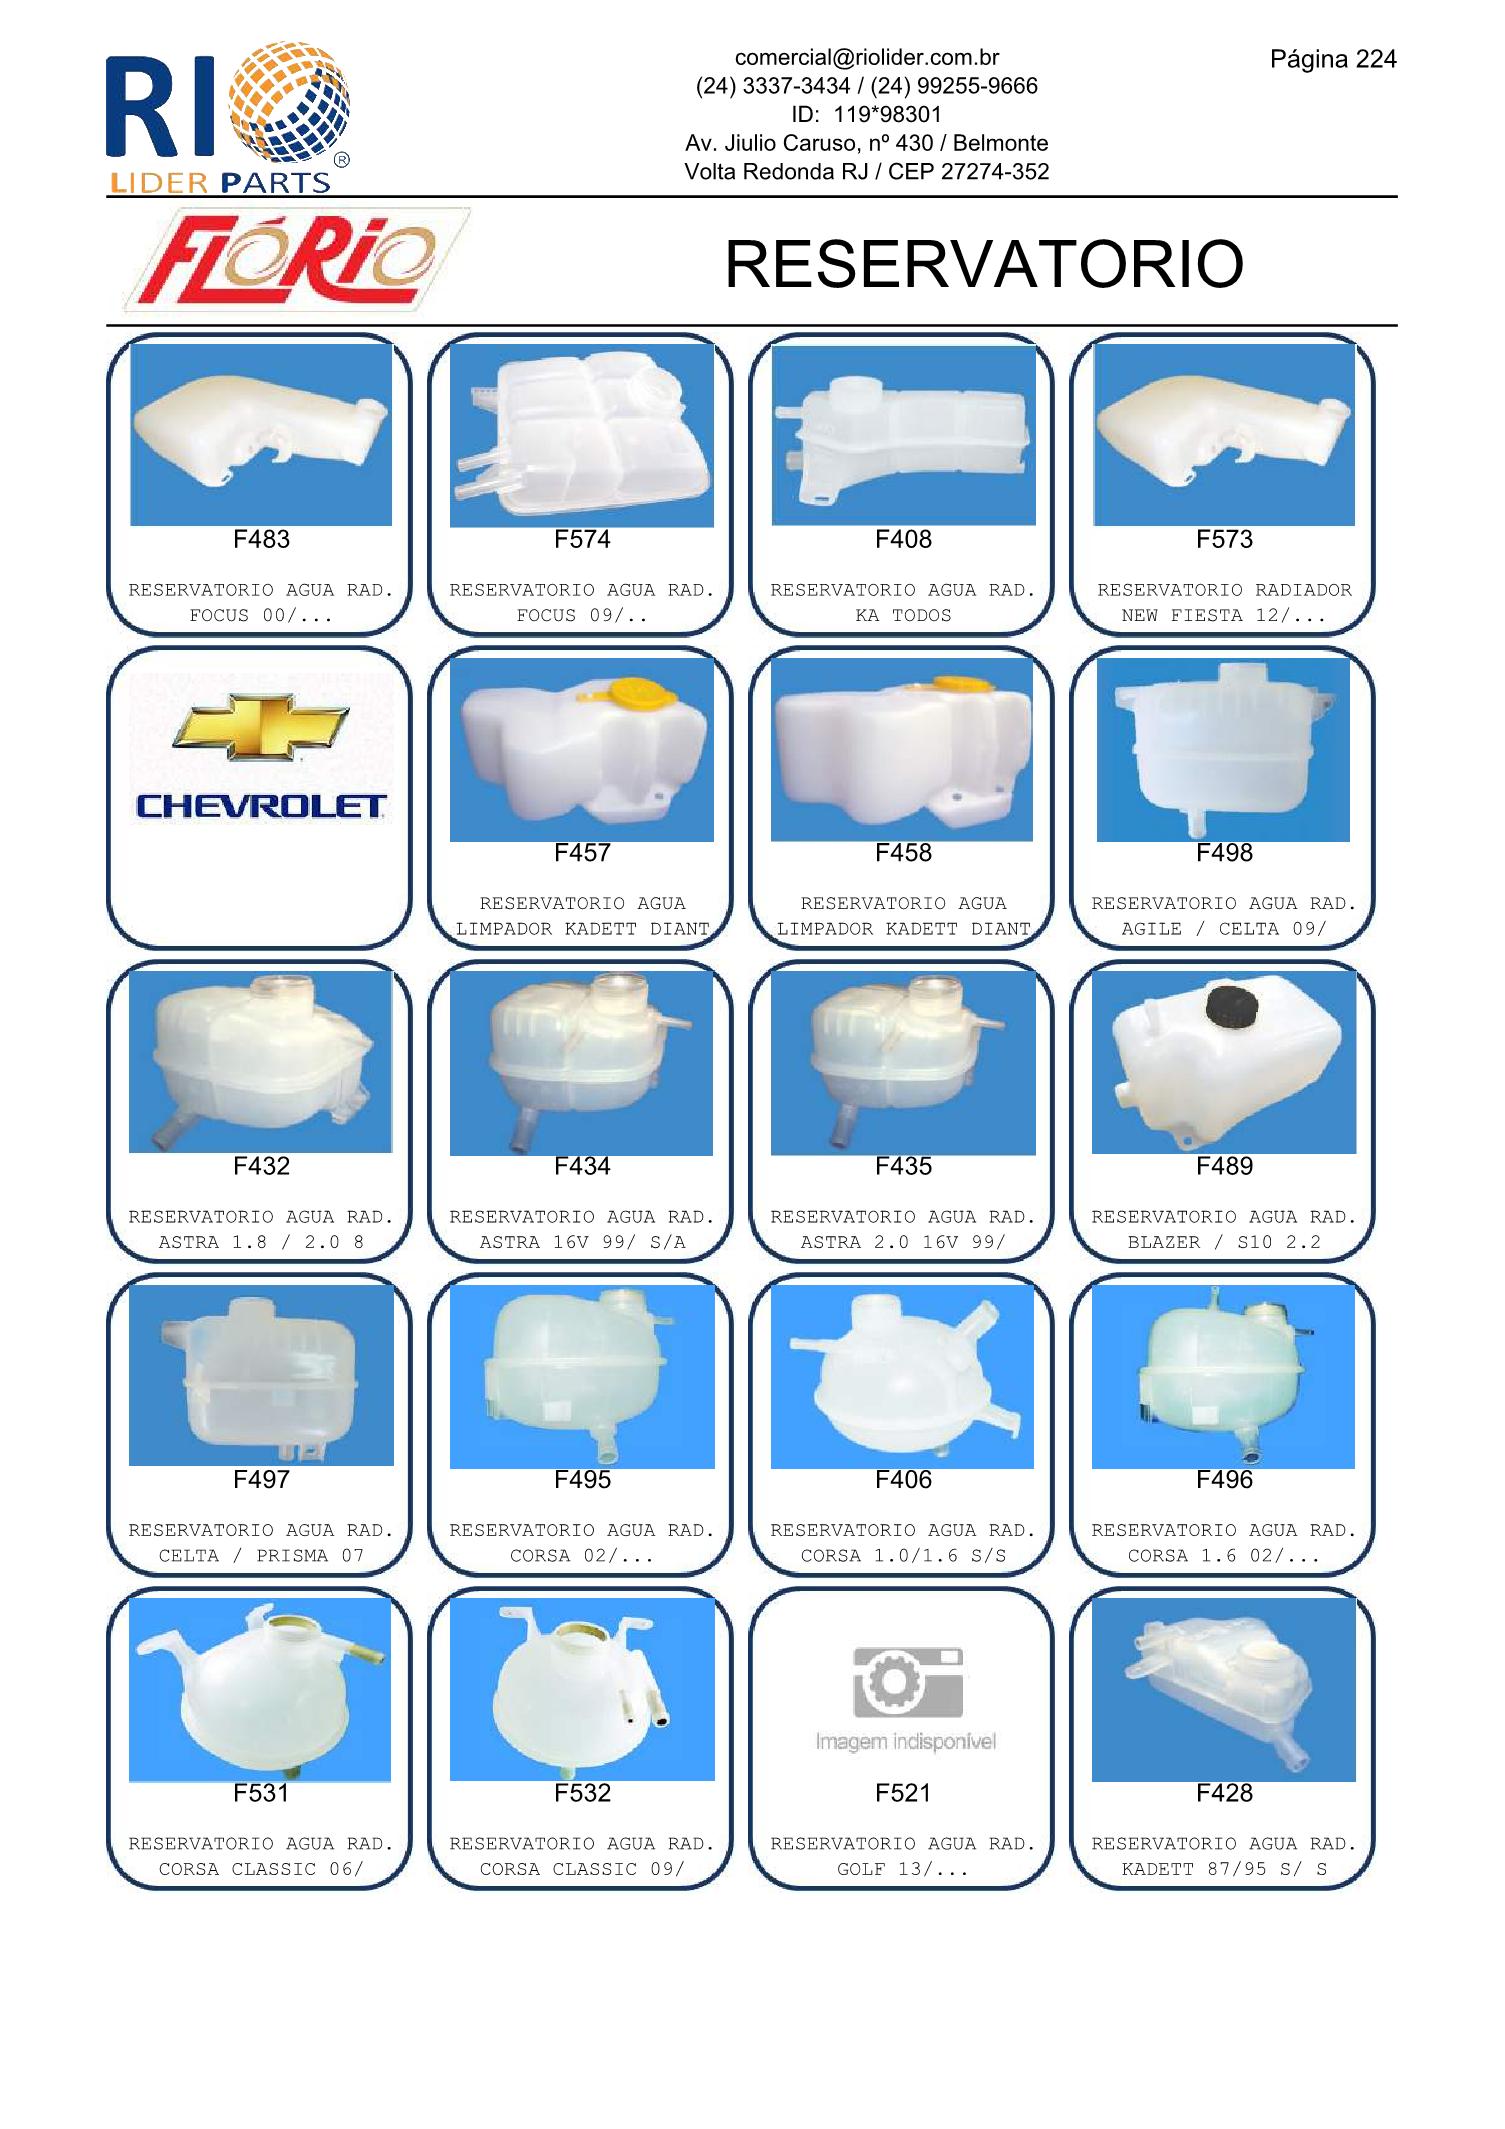 RIO
®
LIDER PARTS
comercial@riolider.com.br
(24) 3337-3434 / (24) 99255-9666
ID: 119*98301
Av. Jiulio Caruso, nº 430 / Belmonte
Volta Redonda RJ / CEP 27274-352
Página 224
FLÓRIO
RESERVATORIO
F483
RESERVATORIO AGUA RAD.
FOCUS 00/...
F574
RESERVATORIO AGUA RAD.
FOCUS 09/..
F408
RESERVATORIO AGUA RAD.
KA TODOS
F573
RESERVATORIO RADIADOR
NEW FIESTA 12/...
CHEVROLET
F457
RESERVATORIO AGUA
LIMPADOR KADETT DIANT
F458
RESERVATORIO AGUA
LIMPADOR KADETT DIANT
F498
RESERVATORIO AGUA RAD.
AGILE / CELTA 09/
F432
RESERVATORIO AGUA RAD.
ASTRA 1.8 / 2.0 8
F434
RESERVATORIO AGUA RAD.
ASTRA 16V 99/ S/A
F435
RESERVATORIO AGUA RAD.
ASTRA 2.0 16V 99/
F489
RESERVATORIO AGUA RAD.
BLAZER / S10 2.2
F497
RESERVATORIO AGUA RAD.
CELTA / PRISMA 07
F495
RESERVATORIO AGUA RAD.
CORSA 02/...
F406
RESERVATORIO AGUA RAD.
CORSA 1.0/1.6 S/S
F496
RESERVATORIO AGUA RAD.
CORSA 1.6 02/...
F531
RESERVATORIO AGUA RAD.
CORSA CLASSIC 06/
F532
RESERVATORIO AGUA RAD.
CORSA CLASSIC 09/
Imagem indisponível
F521
RESERVATORIO AGUA RAD.
GOLF 13/...
F428
RESERVATORIO AGUA RAD.
KADETT 87/95 S/ S